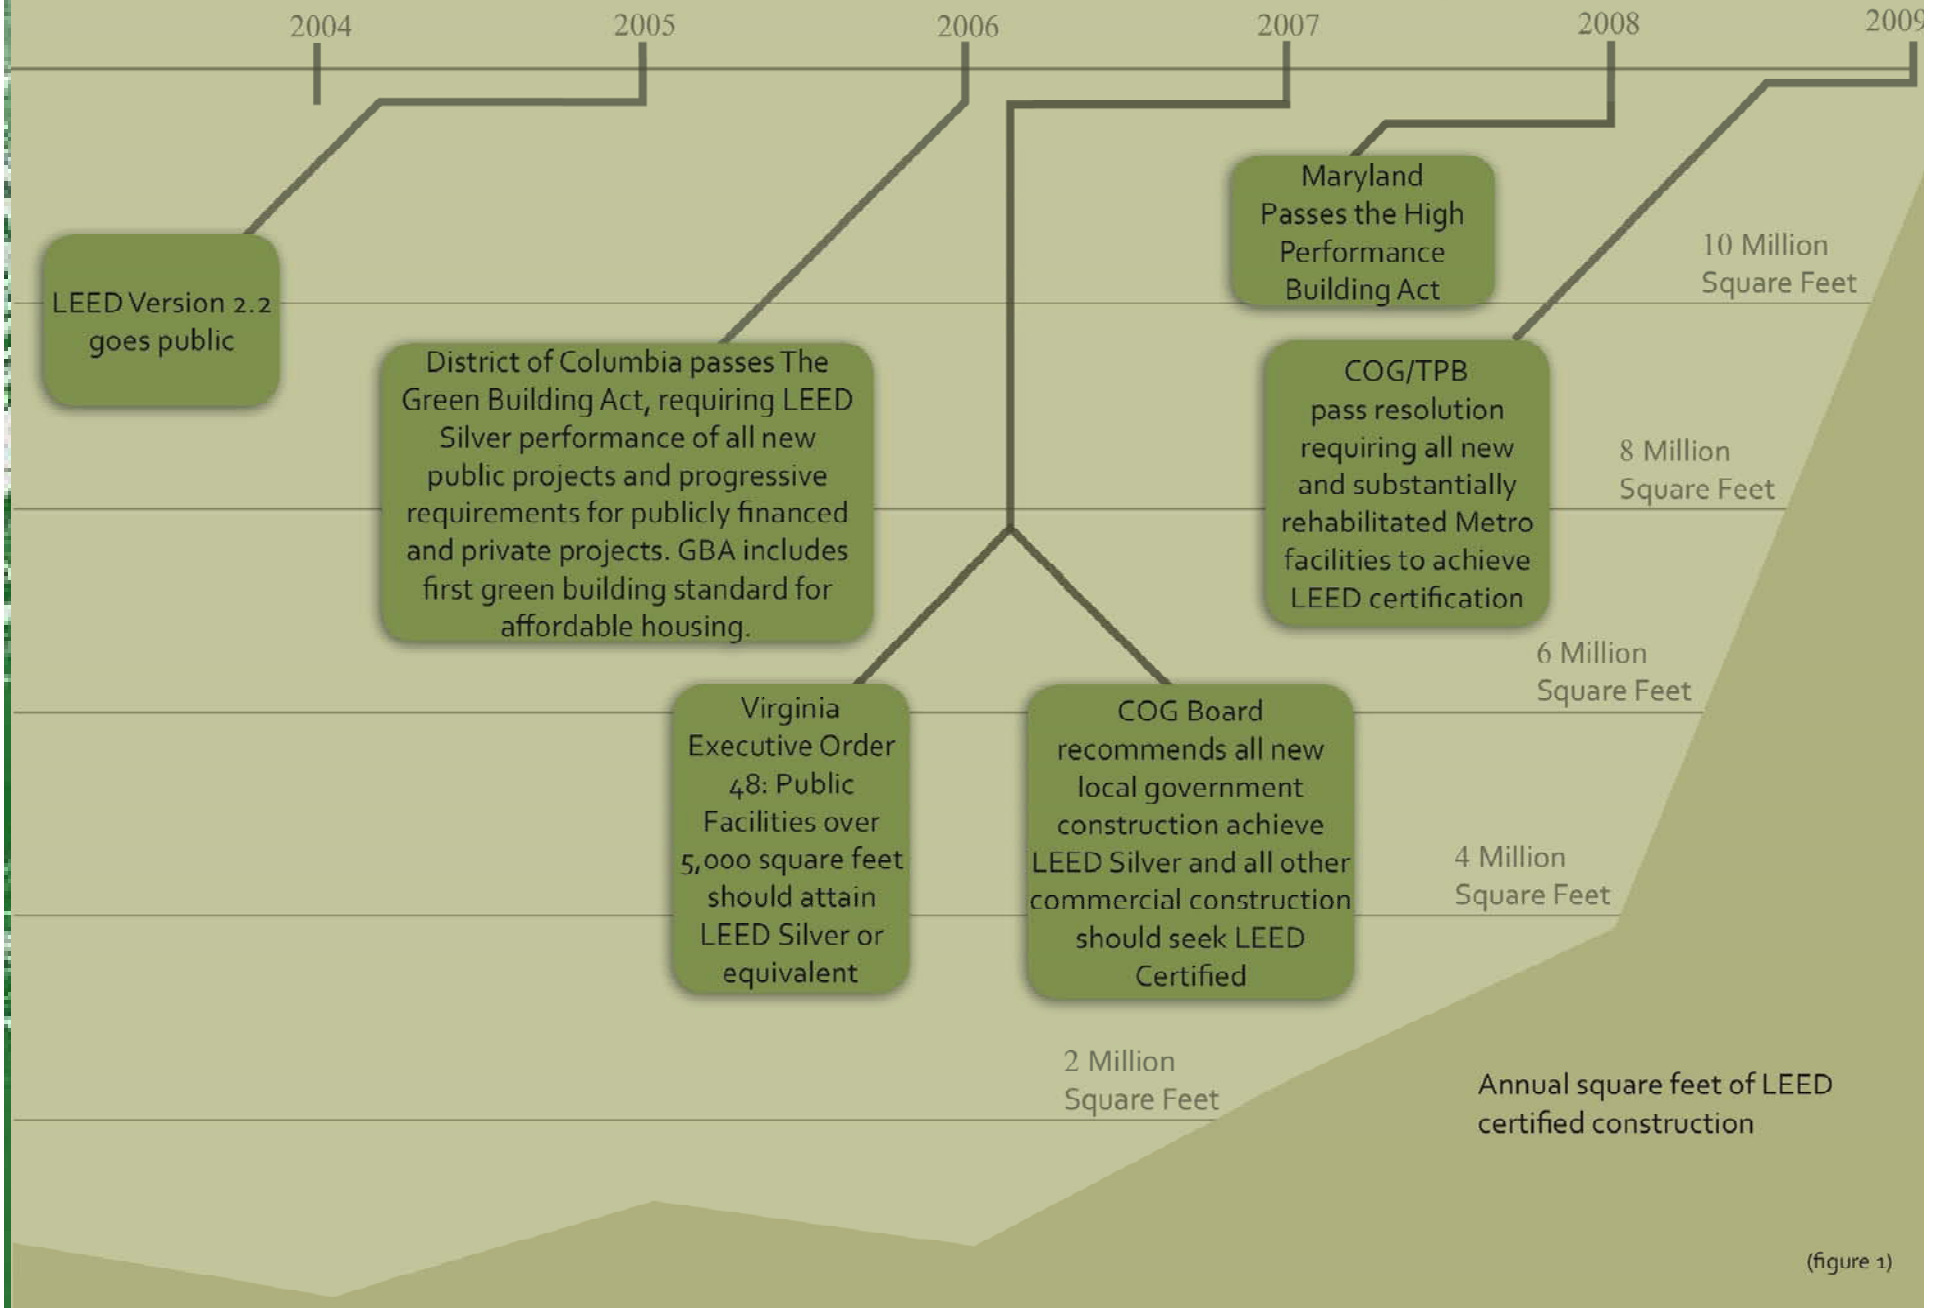 2004
2005
2006
2007
2008
2009
LEED Version 2.2
goes public
District of Columbia passes The
Green Building Act, requiring LEED
Silver performance of all new
public projects and progressive
requirements for publicly financed
and private projects. GBA includes
first green building standard for
affordable housing.
Virginia
Executive Order
48: Public
Facilities over
5,000 square feet
should attain
LEED Silver or
equivalent
COG Board
recommends all new
local government
construction achieve
LEED Silver and all other
commercial construction
should seek LEED
Certified
Maryland
Passes the High
Performance
Building Act
COG/TPB
pass resolution
requiring all new
and substantially
rehabilitated Metro
facilities to achieve
LEED certification
10 Million
Square Feet
8 Million
Square Feet
6 Million
Square Feet
4 Million
Square Feet
2 Million
Square Feet
Annual square feet of LEED
certified construction
(figure 1)